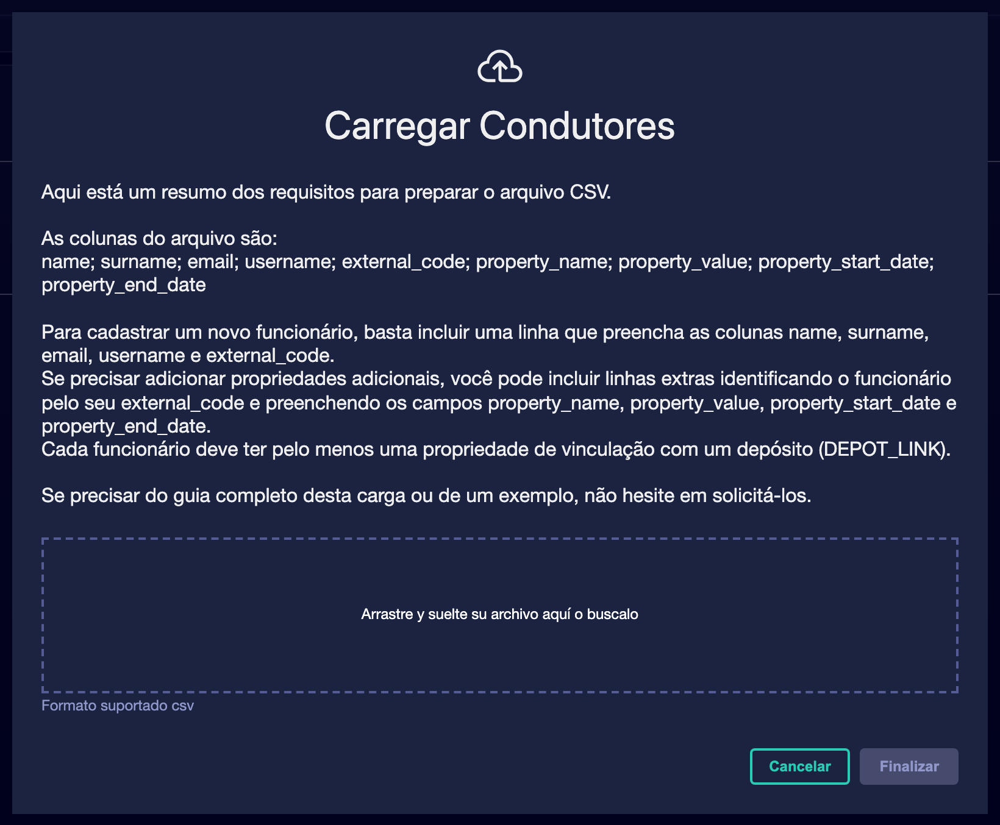 Carregar Condutores
Aqui está um resumo dos requisitos para preparar o arquivo CSV.
As colunas do arquivo são:
name; surname; email; username; external_code; property_name; property_value; property_start_date;
property_end_date
Para cadastrar um novo funcionário, basta incluir uma linha que preencha as colunas name, surname,
email, username e external_code.
Se precisar adicionar propriedades adicionais, você pode incluir linhas extras identificando o funcionário
pelo seu external_code e preenchendo os campos property_name, property_value, property_start_date e
property_end_date.
Cada funcionário deve ter pelo menos uma propriedade de vinculação com um depósito (DEPOT_LINK).
Se precisar do guia completo desta carga ou de um exemplo, não hesite em solicitá-los.
Arrastre y suelte su archivo aquí o buscalo
Formato suportado csv
Cancelar
Finalizar